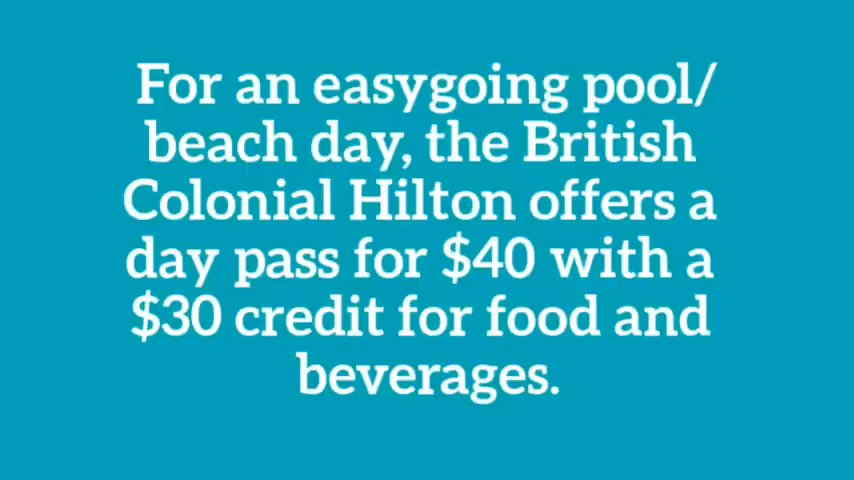 For an easygoing pool/
beach day, the British
Colonial Hilton offers a
day pass for $40 with a
$30 credit for food and
beverages.